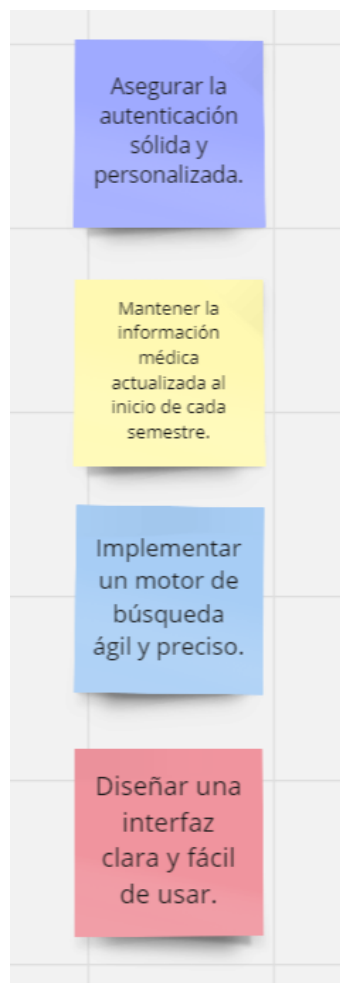 Asegurar la
autenticación
sólida y
personalizada.
Mantener la
información
médica
actualizada al
inicio de cada
semestre.
Implementar
un motor de
búsqueda
ágil y preciso.
Diseñar una
interfaz
clara y fácil
de usar.